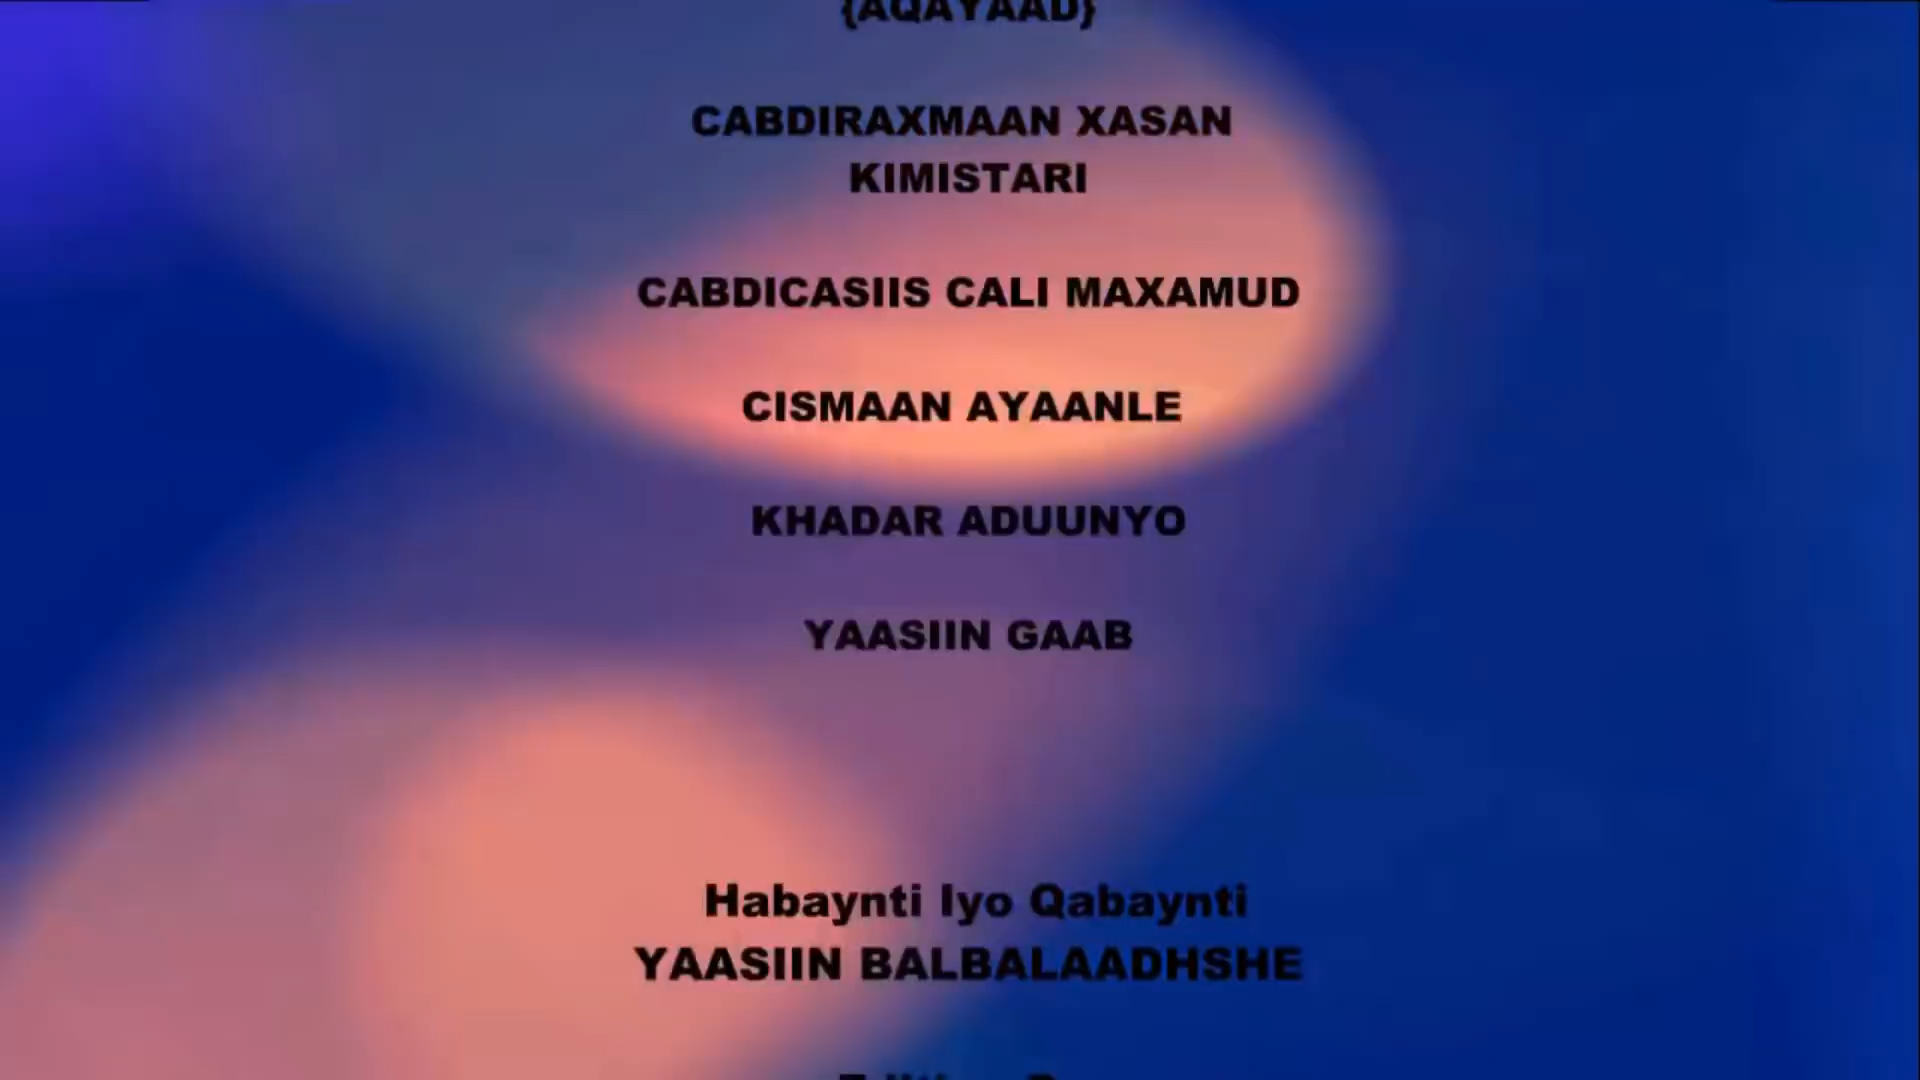 {AQAYAAD}
CABDIRAXMAAN XASAN
KIMISTARI
CABDICASIIS CALI MAXAMUD
CISMAAN AYAANLE
KHADAR ADUUNYO
YAASIIN GAAB
Habaynti Iyo Qabaynti
YAASIIN BALBALAADHSHE